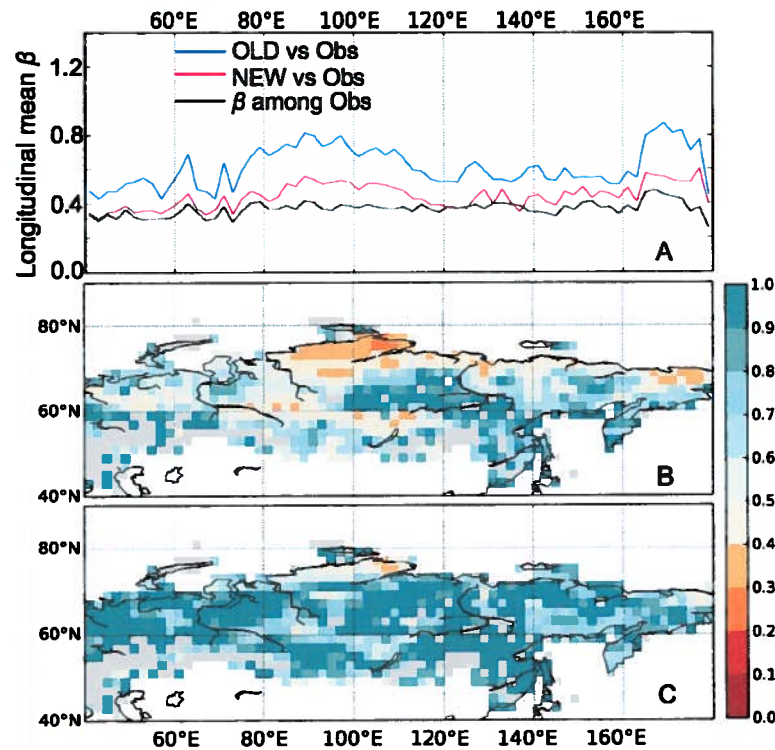 60°E 80°E 100°E 120°E 140°E 160°E
Longitudinal mean β
1.2
0.8
0.4
0.0
OLD vs Obs
NEW vs Obs
β among Obs
A
80°N
60°N
40°N
B
80°N
60°N
40°N
C
60°E 80°E 100°E 120°E 140°E 160°E
1.0
0.9
0.8
0.7
0.6
0.5
0.4
0.3
0.2
0.1
0.0